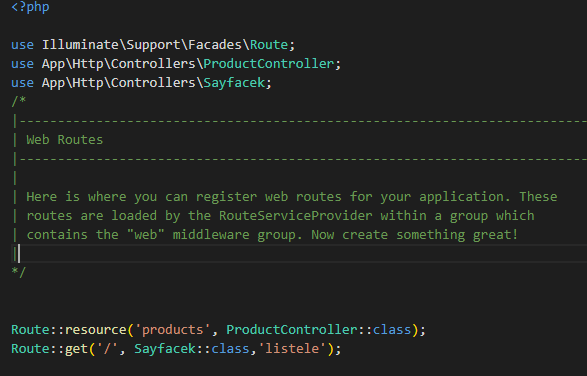 <?php
use Illuminate\Support\Facades\Route;
use App\Http\Controllers\ProductController;
use App\Http\Controllers\Sayfacek;
/*
|--------------------------------------------------------------------------
| Web Routes
|--------------------------------------------------------------------------
|
| Here is where you can register web routes for your application. These
| routes are loaded by the RouteServiceProvider within a group which
| contains the "web" middleware group. Now create something great!
|
*/
Route::resource('products', ProductController::class);
Route::get('/', Sayfacek::class,'listele');